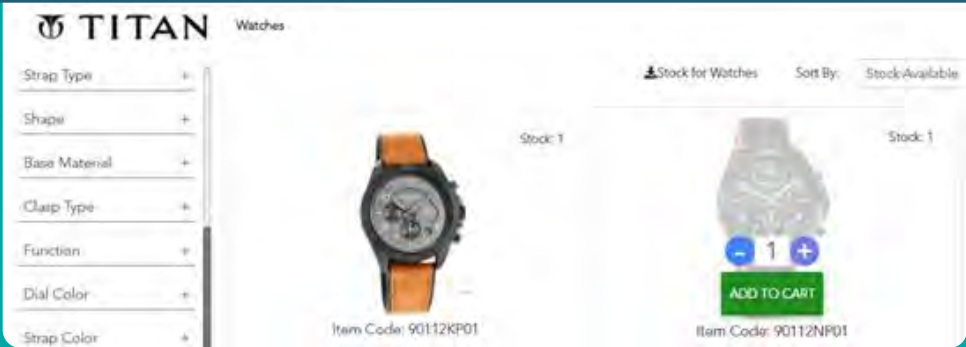 TITAN Watches
Stock for Watches Sort By: Stock Available
Strap Type +
Shape +
Base Material +
Clasp Type +
Function +
Dial Color +
Strap Color +
Stock: 1
Item Code: 90112KP01
Stock: 1
- 1 +
ADD TO CART
Item Code: 90112NP01